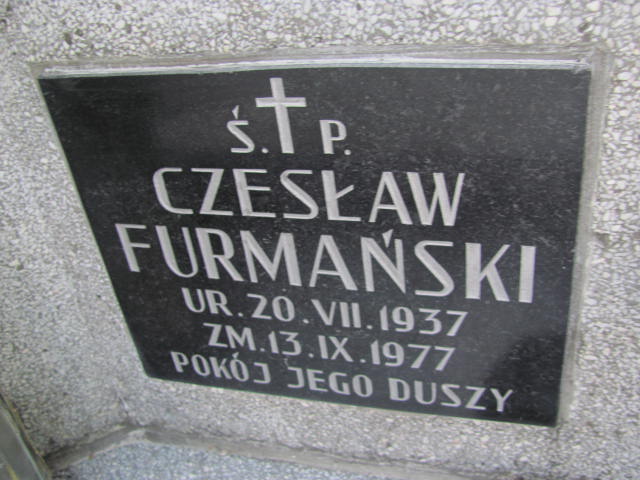 Ś. P.
CZESŁAW
FURMAŃSKI
UR. 20. VII. 1937
ZM. 13. IX. 1977
POKÓJ JEGO DUSZY